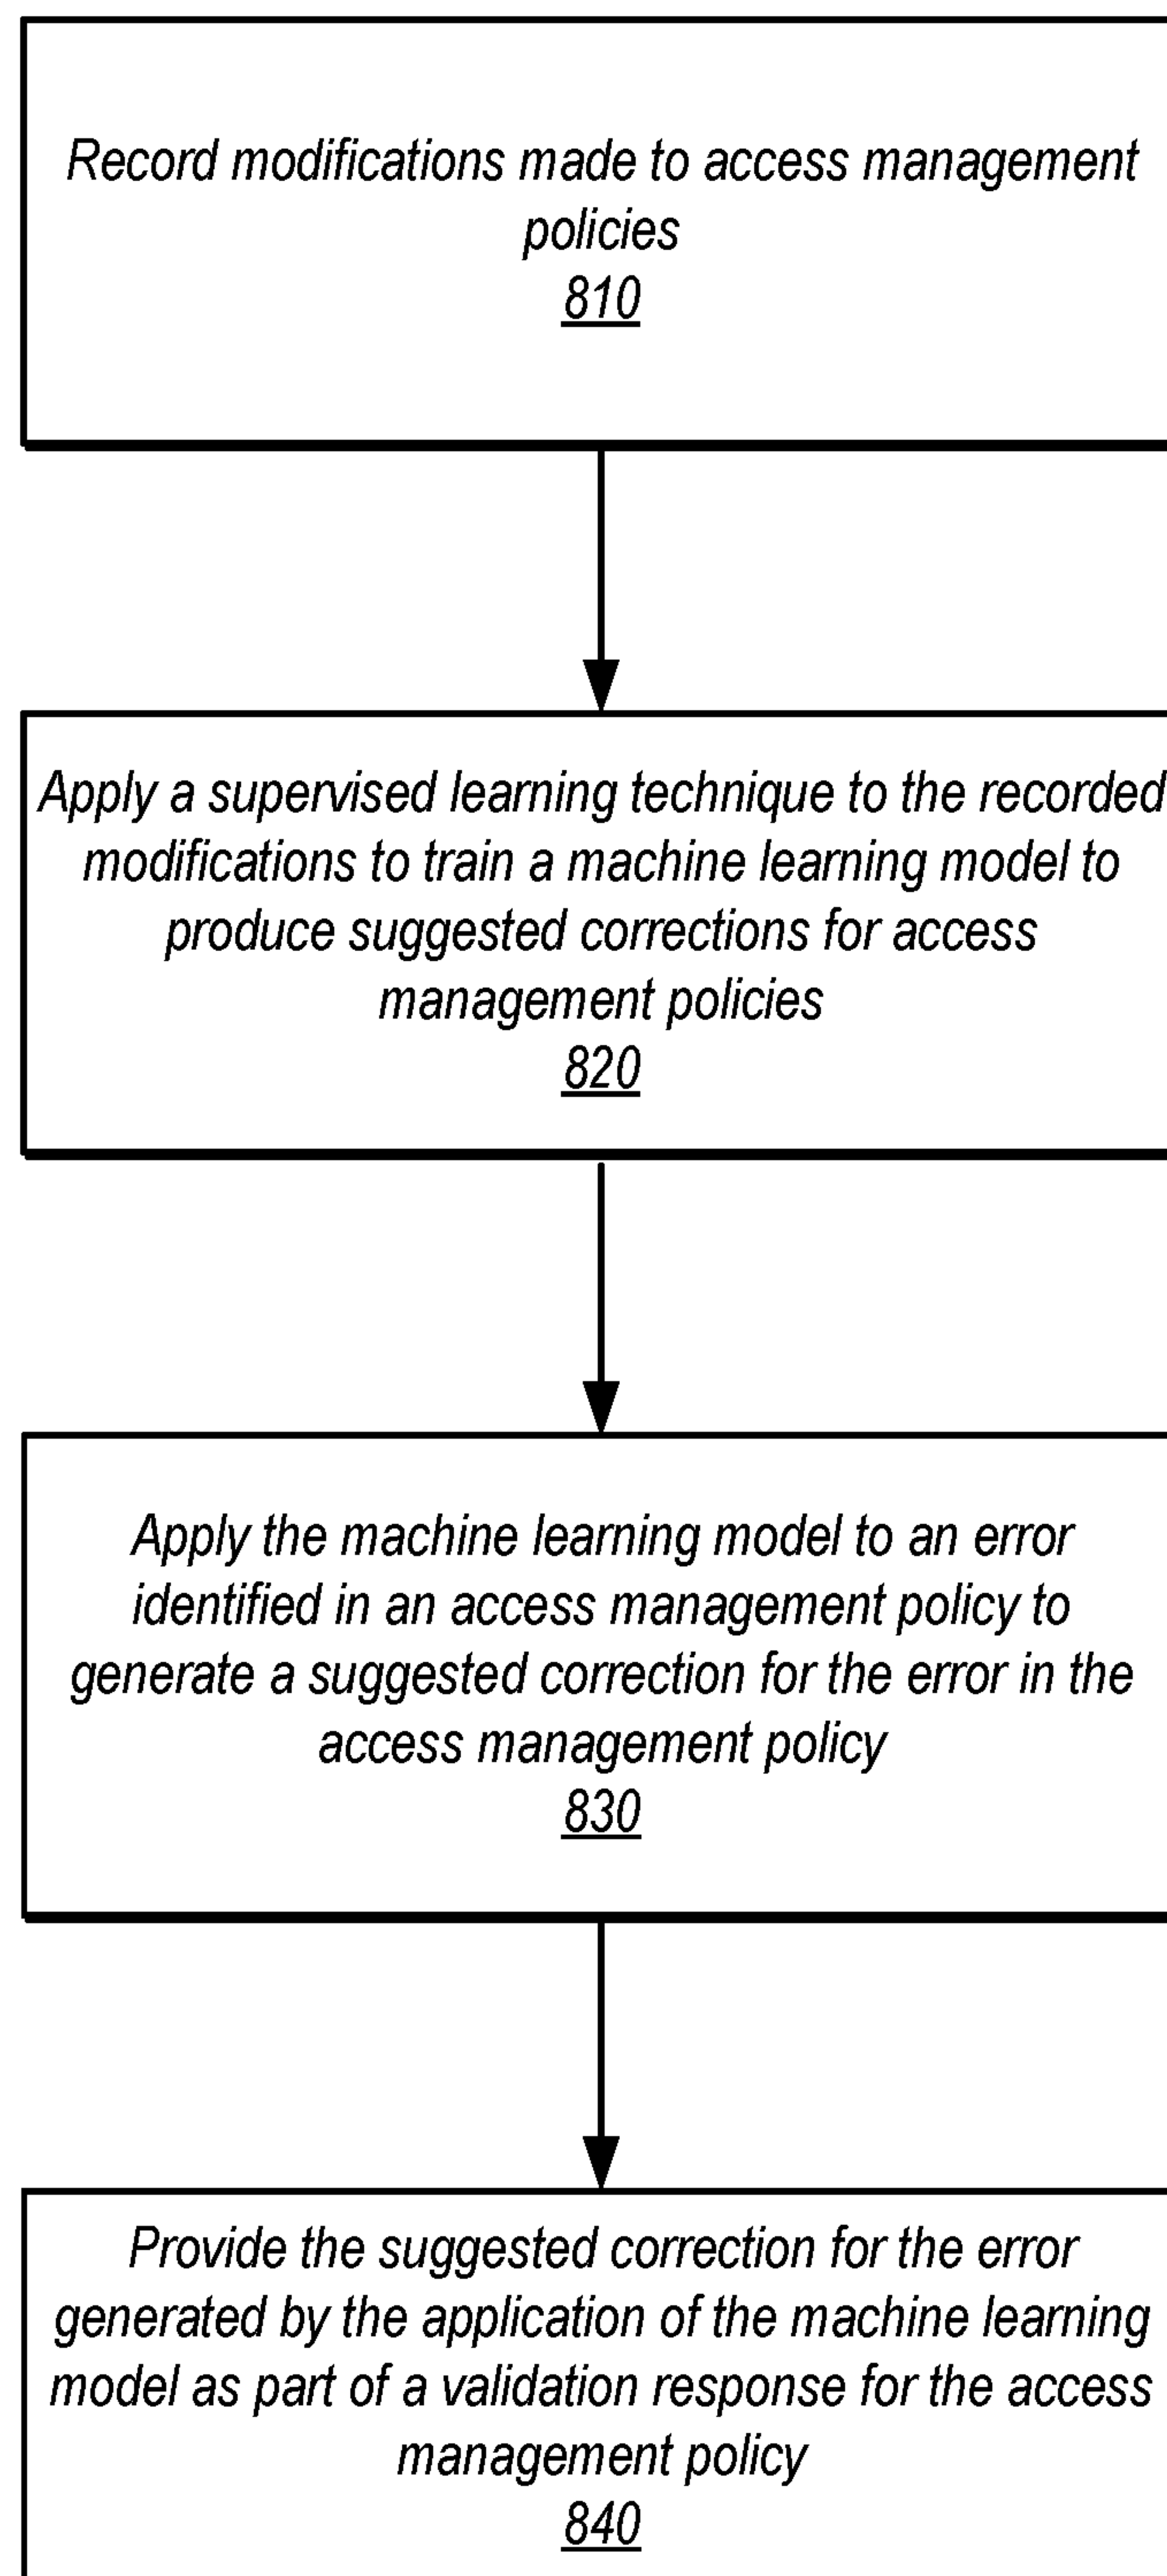 Record modifications made to access management
policies
810
Apply a supervised learning technique to the recorded
modifications to train a machine learning model to
produce suggested corrections for access
management policies
820
Apply the machine learning model to an error
identified in an access management policy to
generate a suggested correction for the error in the
access management policy
830
Provide the suggested correction for the error
generated by the application of the machine learning
model as part of a validation response for the access
management policy
840